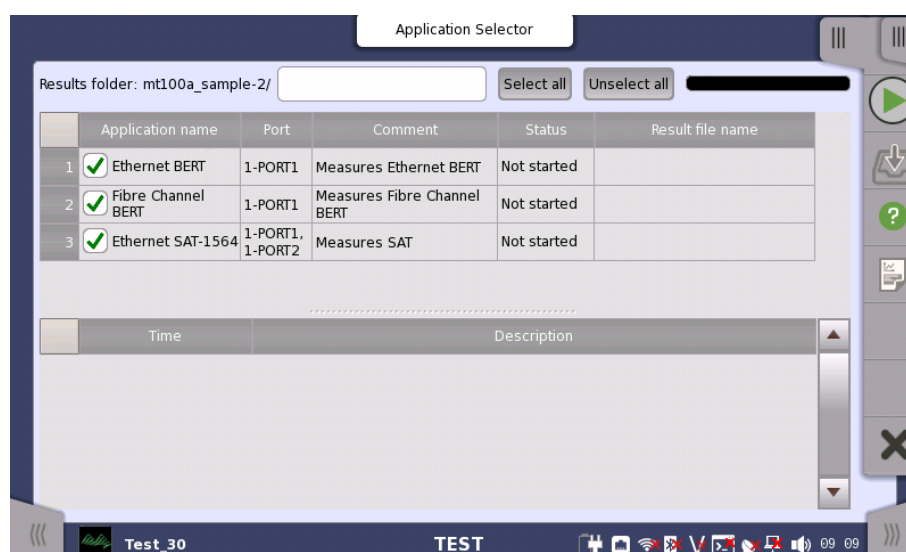 Application Selector
Results folder: mt100a_sample-2/
Select all
Unselect all
Application name Port Comment Status Result file name
1 Ethernet BERT 1-PORT1 Measures Ethernet BERT Not started
2 Fibre Channel BERT 1-PORT1 Measures Fibre Channel BERT Not started
3 Ethernet SAT-1564 1-PORT1, 1-PORT2 Measures SAT Not started
Time Description
Test_30 TEST 09 09